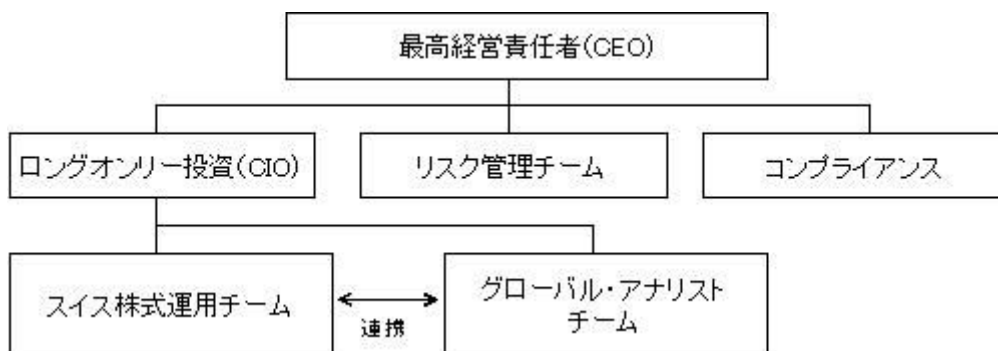 最高経営責任者(CEO)
ロングオンリー投資(CIO)
リスク管理チーム
コンプライアンス
スイス株式運用チーム
連携
グローバル・アナリスト
チーム